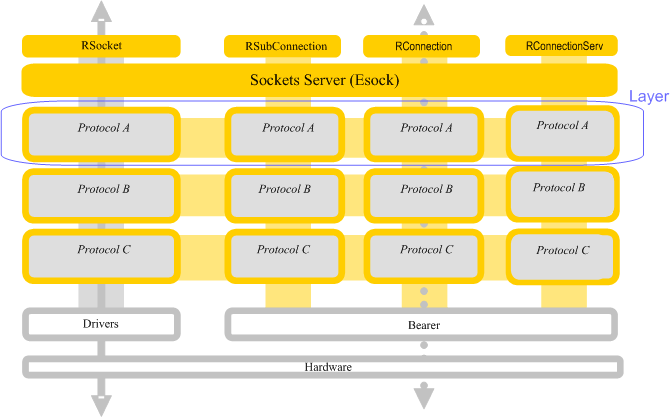 RSocket
RSubConnection
RConnection
RConnectionServ
Sockets Server (Esock)
Layer
Protocol A
Protocol A
Protocol A
Protocol A
Protocol B
Protocol B
Protocol B
Protocol B
Protocol C
Protocol C
Protocol C
Protocol C
Drivers
Bearer
Hardware